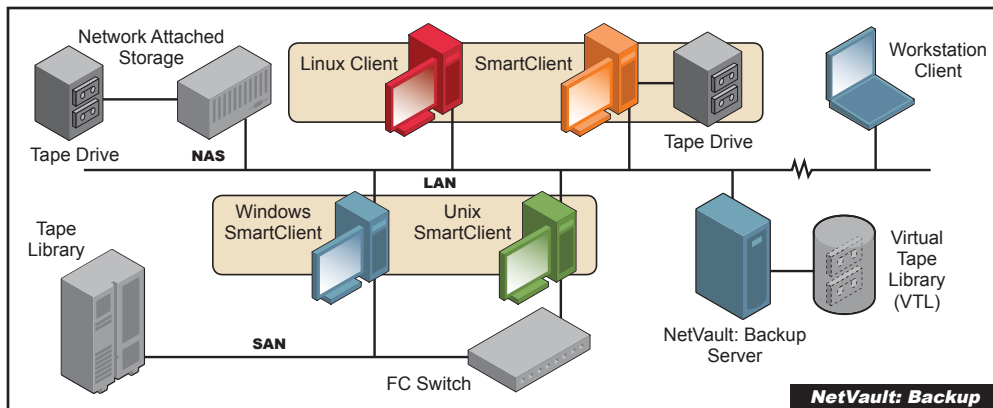 Network Attached
Storage
Linux Client
SmartClient
Workstation
Client
Tape Drive
NAS
Tape Drive
LAN
Tape
Library
Windows
SmartClient
Unix
SmartClient
Virtual
Tape
Library
(VTL)
SAN
FC Switch
NetVault: Backup
Server
NetVault: Backup